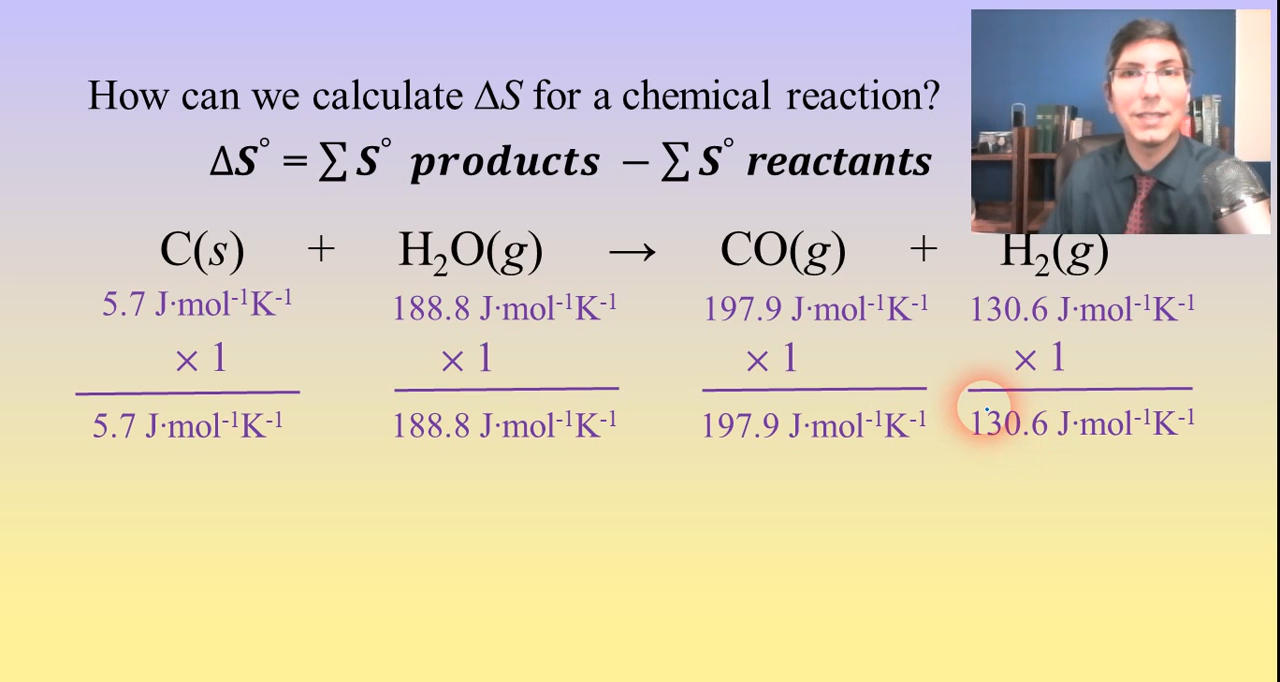 How can we calculate ΔS for a chemical reaction?
ΔS° = ∑ S° products − ∑ S° reactants
C(s) + H₂O(g) → CO(g) + H₂(g)
5.7 J·mol⁻¹K⁻¹ 188.8 J·mol⁻¹K⁻¹ 197.9 J·mol⁻¹K⁻¹ 130.6 J·mol⁻¹K⁻¹
× 1 × 1 × 1 × 1
5.7 J·mol⁻¹K⁻¹ 188.8 J·mol⁻¹K⁻¹ 197.9 J·mol⁻¹K⁻¹ 130.6 J·mol⁻¹K⁻¹